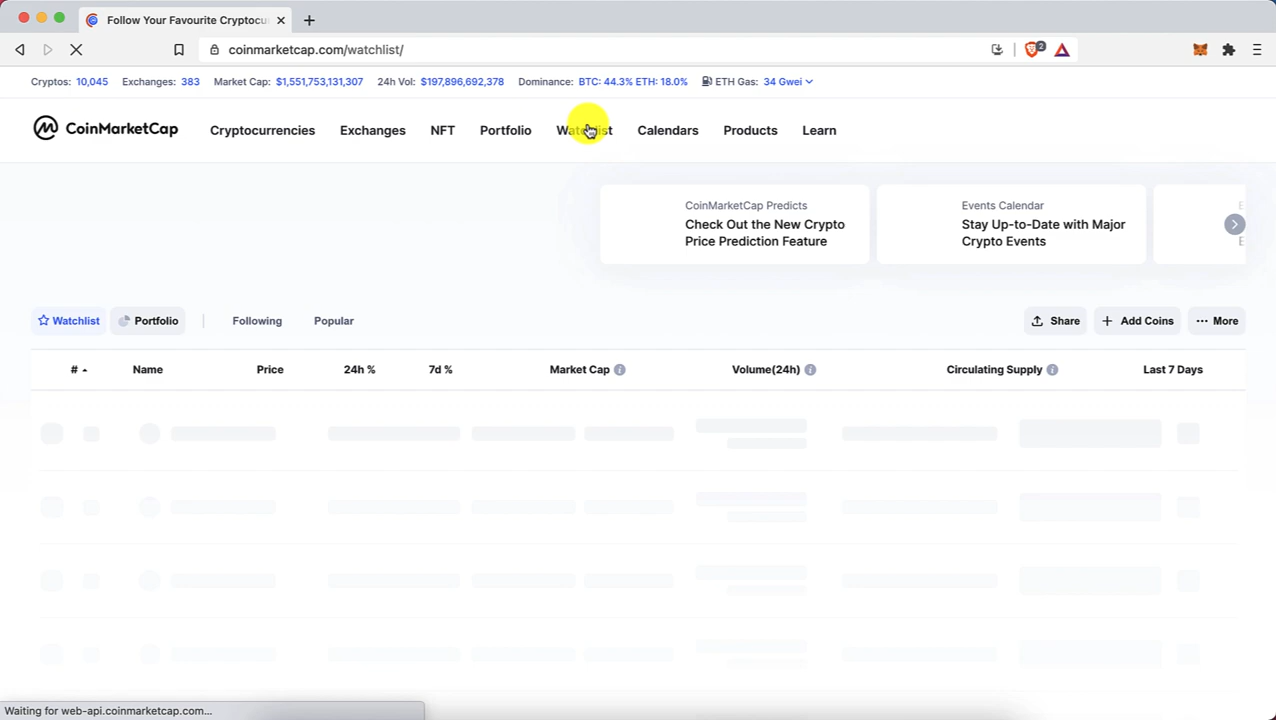 Follow Your Favourite Cryptocu
coinmarketcap.com/watchlist/
2
Cryptos: 10,045 Exchanges: 383 Market Cap: $1,551,753,131,307 24h Vol: $197,896,692,378 Dominance: BTC: 44.3% ETH: 18.0% ETH Gas: 34 Gwei
CoinMarketCap Cryptocurrencies Exchanges NFT Portfolio Watchlist Calendars Products Learn
CoinMarketCap Predicts
Check Out the New Crypto
Price Prediction Feature
Events Calendar
Stay Up-to-Date with Major
Crypto Events
Watchlist Portfolio Following Popular Share Add Coins More
# Name Price 24h % 7d % Market Cap Volume(24h) Circulating Supply Last 7 Days
Waiting for web-api.coinmarketcap.com...